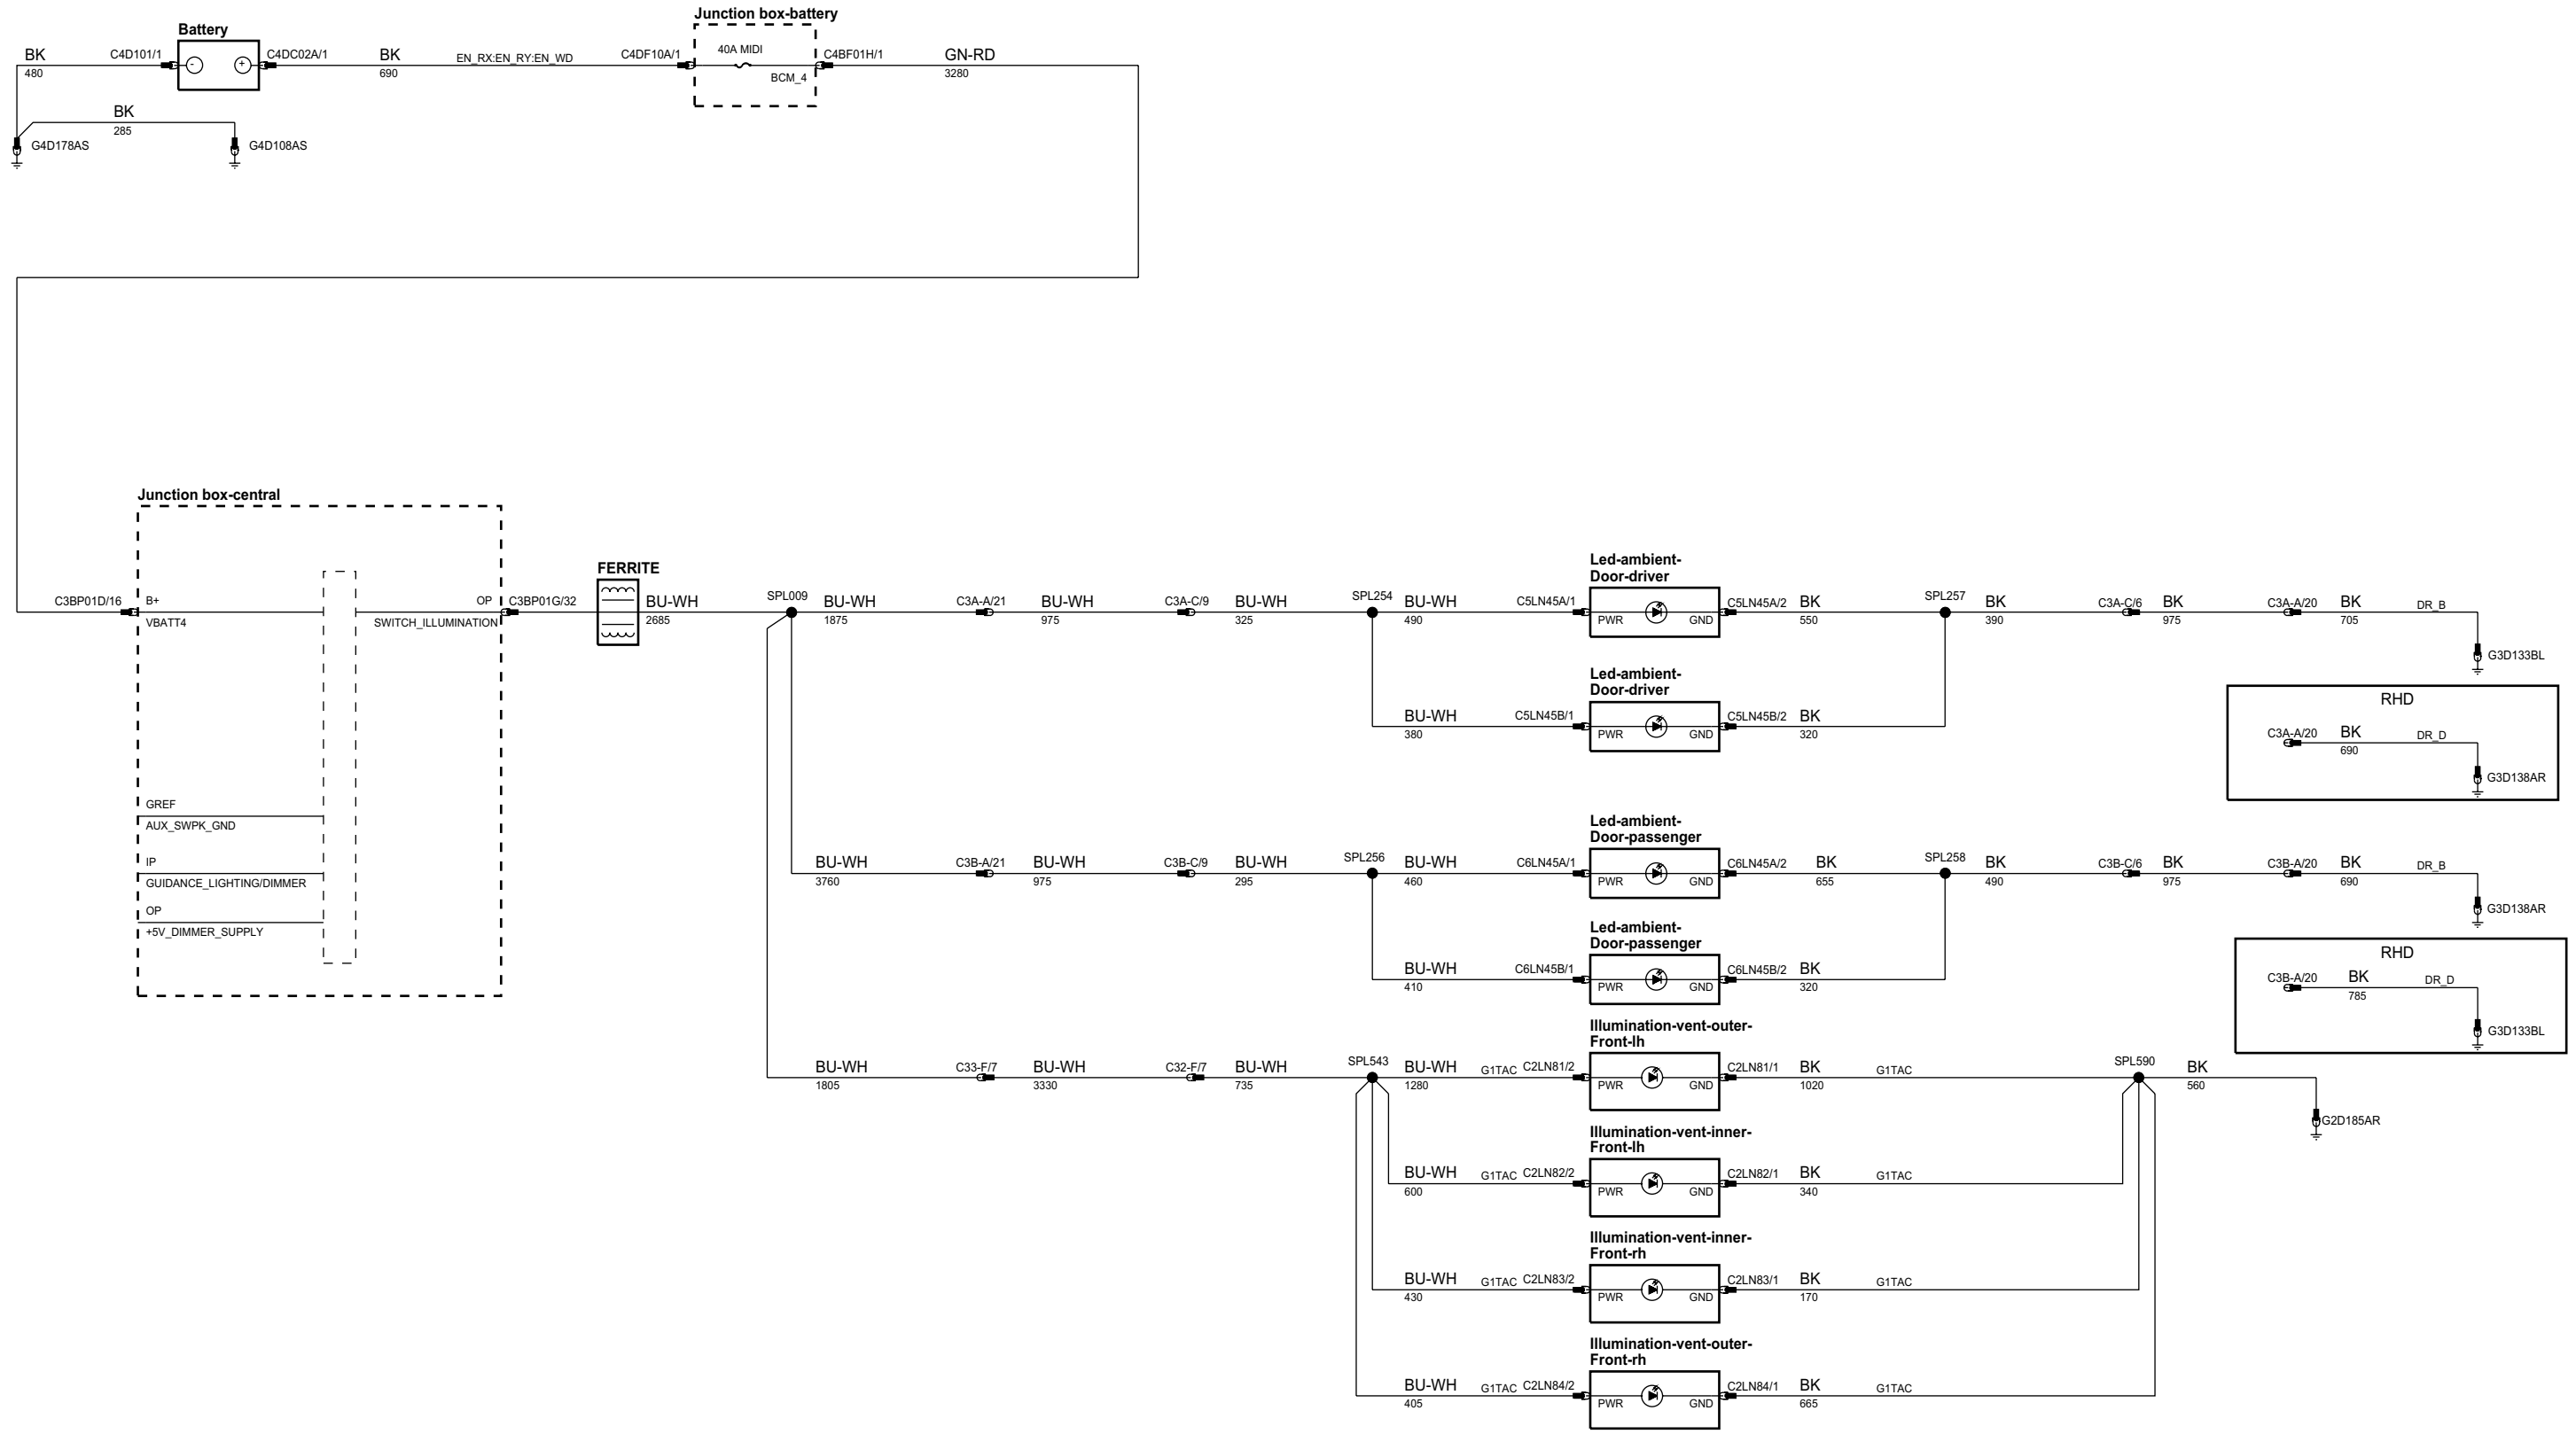 Junction box-battery
Battery
BK
480
C4D101/1
-
+
C4DC02A/1
BK
690
EN_RX:EN_RY:EN_WD
C4DF10A/1
40A MIDI
BCM_4
C4BF01H/1
GN-RD
3280
BK
285
G4D178AS
G4D108AS
Junction box-central
C3BP01D/16
B+
VBATT4
OP
SWITCH_ILLUMINATION
C3BP01G/32
GREF
AUX_SWPK_GND
IP
GUIDANCE_LIGHTING/DIMMER
OP
+5V_DIMMER_SUPPLY
FERRITE
BU-WH
2685
SPL009
BU-WH
1875
C3A-A/21
BU-WH
975
C3A-C/9
BU-WH
325
SPL254
BU-WH
490
C5LN45A/1
Led-ambient-
Door-driver
PWR
GND
C5LN45A/2
BK
550
SPL257
BK
390
C3A-C/6
BK
975
C3A-A/20
BK
705
DR_B
G3D133BL
BU-WH
380
C5LN45B/1
Led-ambient-
Door-driver
PWR
GND
C5LN45B/2
BK
320
RHD
C3A-A/20
BK
690
DR_D
G3D138AR
BU-WH
3760
C3B-A/21
BU-WH
975
C3B-C/9
BU-WH
295
SPL256
BU-WH
460
C6LN45A/1
Led-ambient-
Door-passenger
PWR
GND
C6LN45A/2
BK
655
SPL258
BK
490
C3B-C/6
BK
975
C3B-A/20
BK
690
DR_B
G3D138AR
BU-WH
410
C6LN45B/1
Led-ambient-
Door-passenger
PWR
GND
C6LN45B/2
BK
320
RHD
C3B-A/20
BK
785
DR_D
G3D133BL
BU-WH
1805
C33-F/7
BU-WH
3330
C32-F/7
BU-WH
735
SPL543
BU-WH
1280
G1TAC
C2LN81/2
Illumination-vent-outer-
Front-lh
PWR
GND
C2LN81/1
BK
1020
G1TAC
SPL590
BK
560
G2D185AR
BU-WH
600
G1TAC
C2LN82/2
Illumination-vent-inner-
Front-lh
PWR
GND
C2LN82/1
BK
340
G1TAC
BU-WH
430
G1TAC
C2LN83/2
Illumination-vent-inner-
Front-rh
PWR
GND
C2LN83/1
BK
170
G1TAC
BU-WH
405
G1TAC
C2LN84/2
Illumination-vent-outer-
Front-rh
PWR
GND
C2LN84/1
BK
665
G1TAC